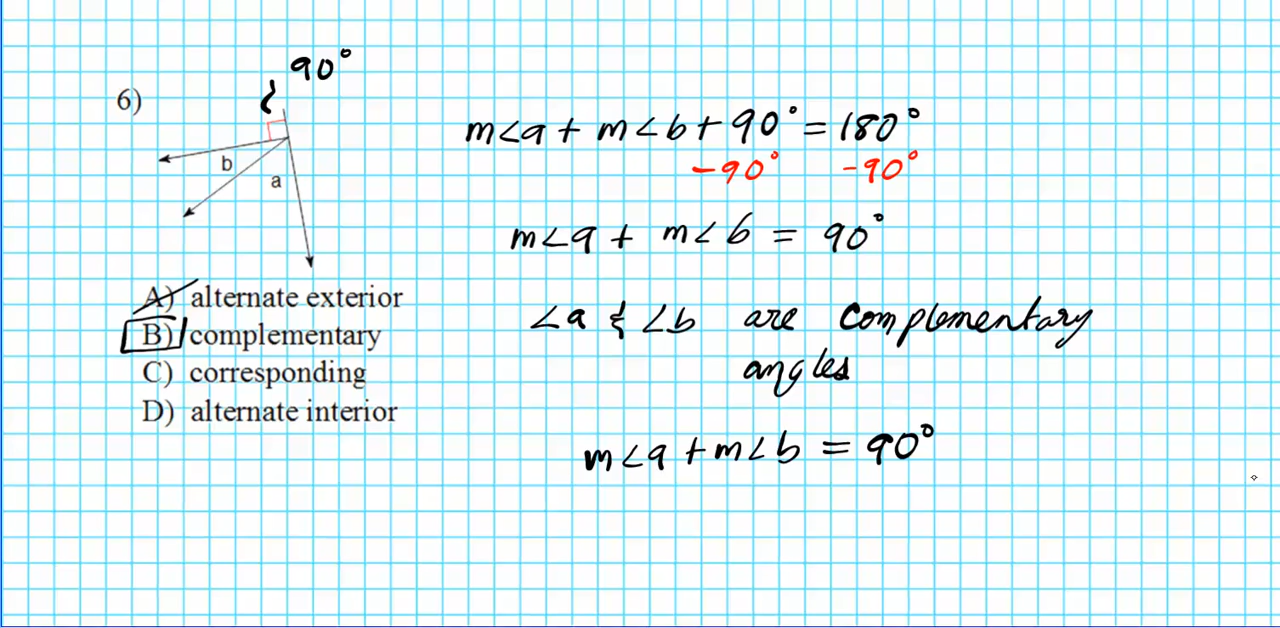 90°
6)
b
a
m∠a + m∠b + 90° = 180°
-90° -90°
m∠a + m∠b = 90°
∠a & ∠b are complementary
angles
m∠a + m∠b = 90°
A) alternate exterior
B) complementary
C) corresponding
D) alternate interior